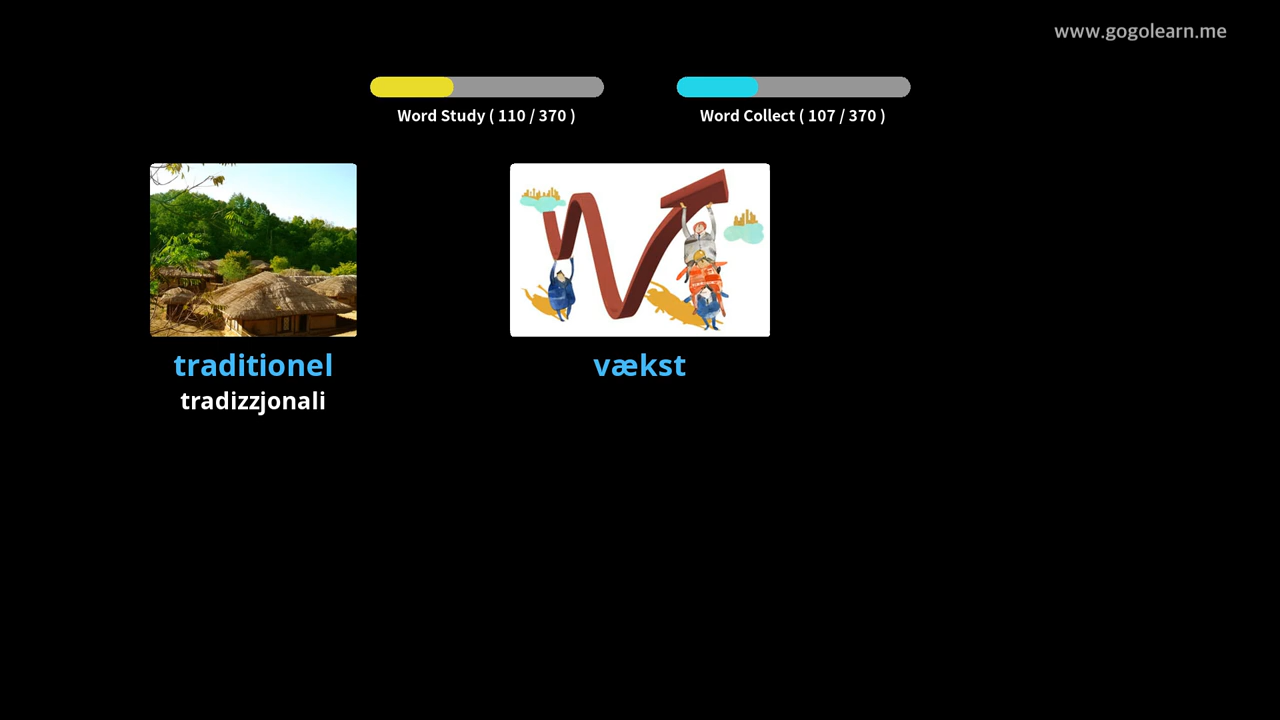 www.gogolearn.me
Word Study ( 110 / 370 )
Word Collect ( 107 / 370 )
traditionel
tradizzjonali
vækst